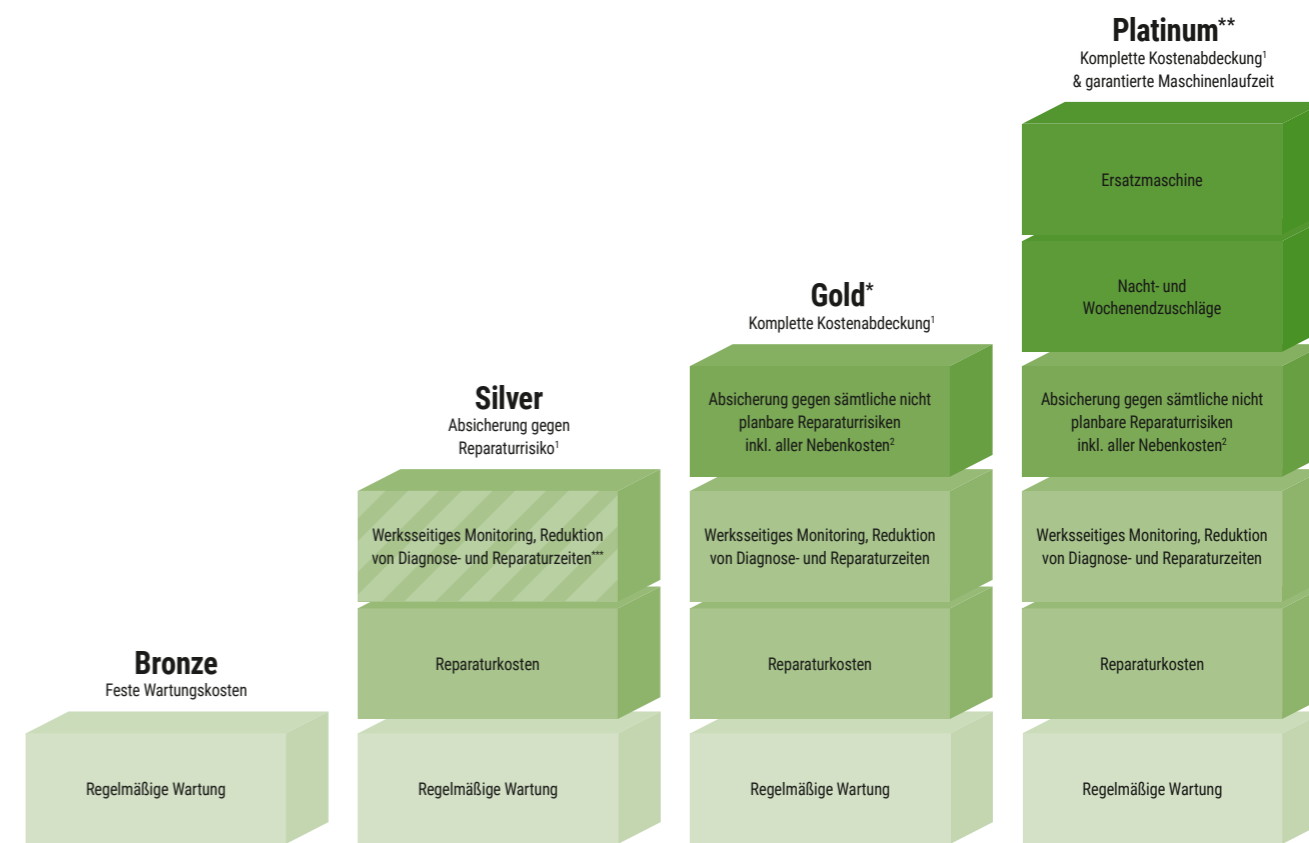 Bronze
Feste Wartungskosten
Regelmäßige Wartung
Silver
Absicherung gegen
Reparaturrisiko¹
Werksseitiges Monitoring, Reduktion
von Diagnose- und Reparaturzeiten***
Reparaturkosten
Regelmäßige Wartung
Gold*
Komplette Kostenabdeckung¹
Absicherung gegen sämtliche nicht
planbare Reparaturrisiken
inkl. aller Nebenkosten²
Werksseitiges Monitoring, Reduktion
von Diagnose- und Reparaturzeiten
Reparaturkosten
Regelmäßige Wartung
Platinum**
Komplette Kostenabdeckung¹
& garantierte Maschinenlaufzeit
Ersatzmaschine
Nacht- und
Wochenendzuschläge
Absicherung gegen sämtliche nicht
planbare Reparaturrisiken
inkl. aller Nebenkosten²
Werksseitiges Monitoring, Reduktion
von Diagnose- und Reparaturzeiten
Reparaturkosten
Regelmäßige Wartung